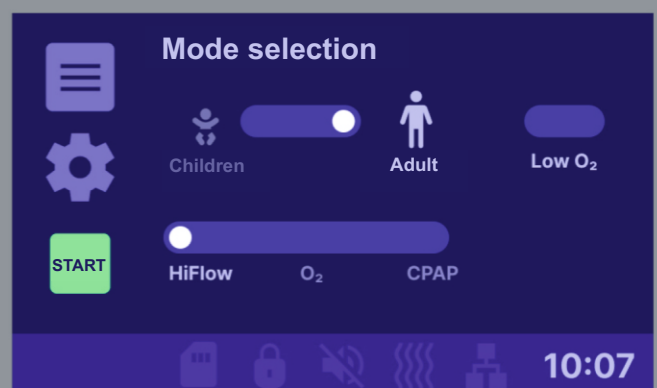 Mode selection
Children
Adult
Low O₂
START
HiFlow
O₂
CPAP
10:07